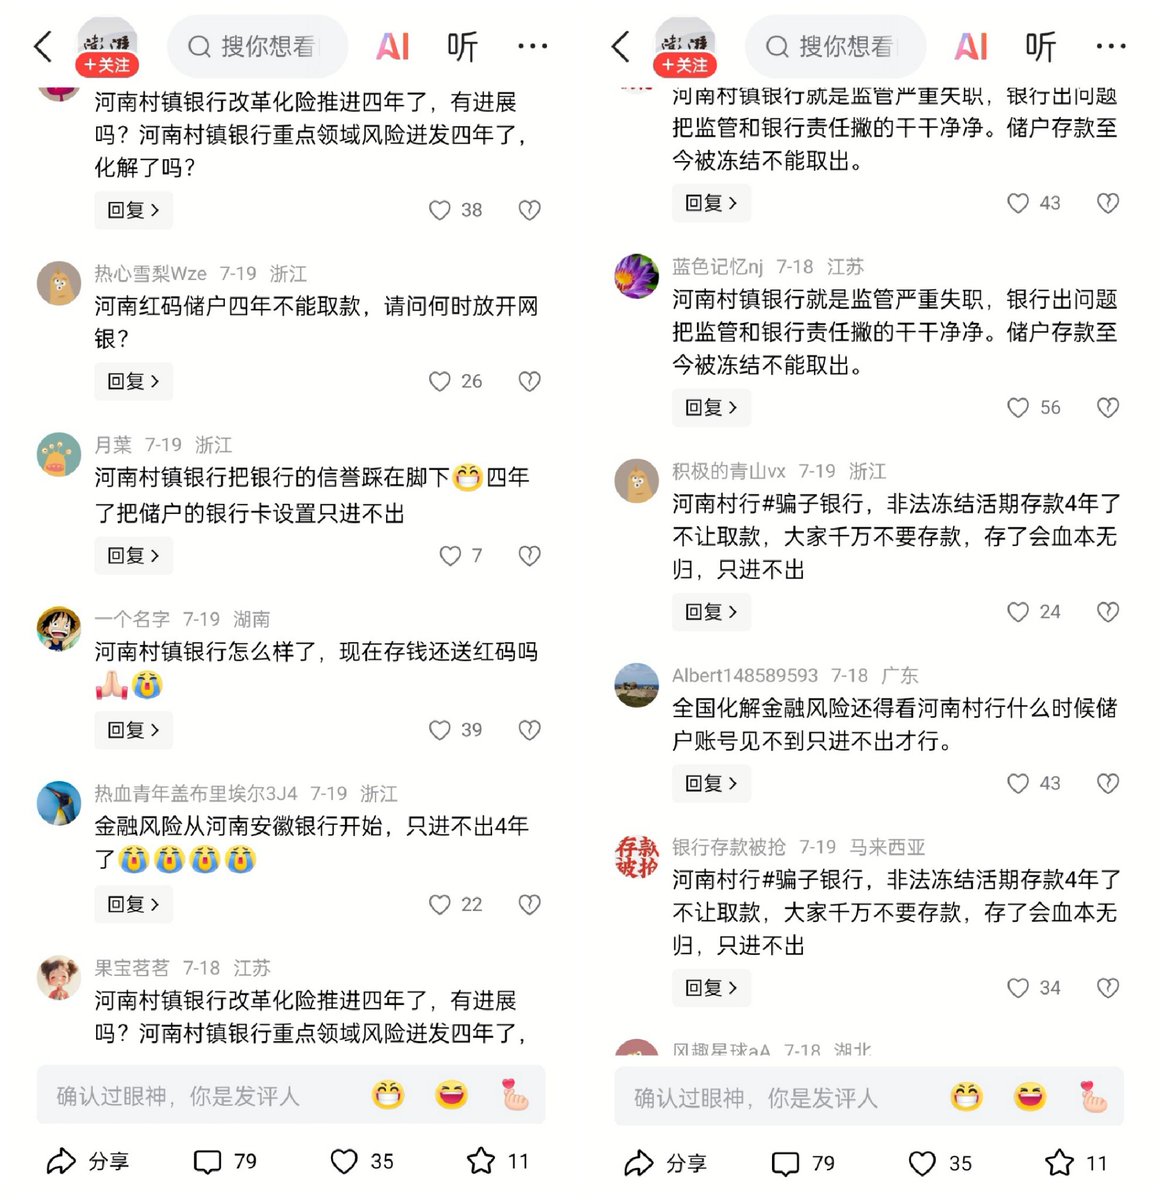 澎湃
+关注
搜你想看
AI
听
河南村镇银行改革化险推进四年了，有进展
吗？河南村镇银行重点领域风险迸发四年了，
化解了吗？
回复
38
热心雪梨Wze 7-19 浙江
河南红码储户四年不能取款，请问何时放开网
银？
回复
26
月葉 7-19 浙江
河南村镇银行把银行的信誉踩在脚下😁四年
了把储户的银行卡设置只进不出
回复
7
一个名字 7-19 湖南
河南村镇银行怎么样了，现在存钱还送红码吗
🙏😭
回复
39
热血青年盖布里埃尔3J4 7-19 浙江
金融风险从河南安徽银行开始，只进不出4年
了😭😭😭😭
回复
22
果宝茗茗 7-18 江苏
河南村镇银行改革化险推进四年了，有进展
吗？河南村镇银行重点领域风险迸发四年了，
确认过眼神，你是发评人
分享
79
35
11
澎湃
+关注
搜你想看
AI
听
河南村镇银行就是监管严重失职，银行出问题
把监管和银行责任撇的干干净净。储户存款至
今被冻结不能取出。
回复
43
蓝色记忆nj 7-18 江苏
河南村镇银行就是监管严重失职，银行出问题
把监管和银行责任撇的干干净净。储户存款至
今被冻结不能取出。
回复
56
积极的青山vx 7-19 浙江
河南村行#骗子银行，非法冻结活期存款4年了
不让取款，大家千万不要存款，存了会血本无
归，只进不出
回复
24
Albert148589593 7-18 广东
全国化解金融风险还得看河南村行什么时候储
户账号见不到只进不出才行。
回复
43
存款
被抢
银行存款被抢 7-19 马来西亚
河南村行#骗子银行，非法冻结活期存款4年了
不让取款，大家千万不要存款，存了会血本无
归，只进不出
回复
34
风趣星球aA 7-18 湖北
确认过眼神，你是发评人
分享
79
35
11